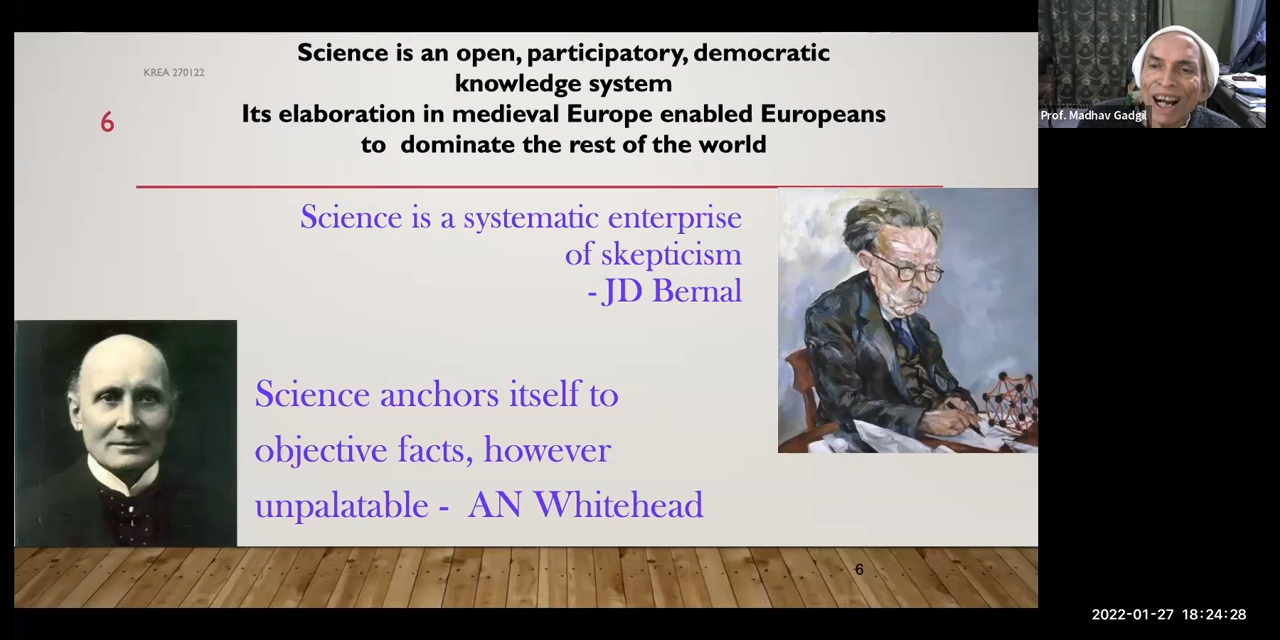 KREA 270122
6
Science is an open, participatory, democratic
knowledge system
Its elaboration in medieval Europe enabled Europeans
to dominate the rest of the world
Science is a systematic enterprise
of skepticism
- JD Bernal
Science anchors itself to
objective facts, however
unpalatable - AN Whitehead
6
Prof. Madhav Gadgil
2022-01-27 18:24:28